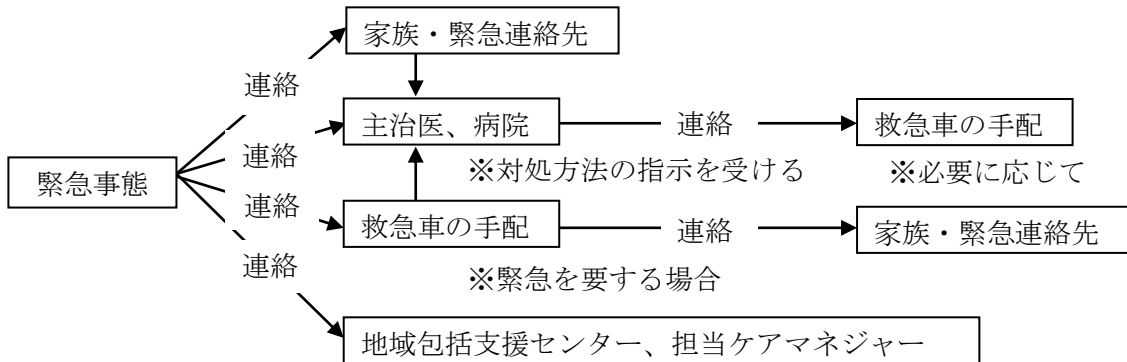 家族・緊急連絡先
連絡
主治医、病院
連絡
救急車の手配
連絡
※対処方法の指示を受ける
※必要に応じて
緊急事態
連絡
救急車の手配
連絡
家族・緊急連絡先
連絡
※緊急を要する場合
地域包括支援センター、担当ケアマネジャー